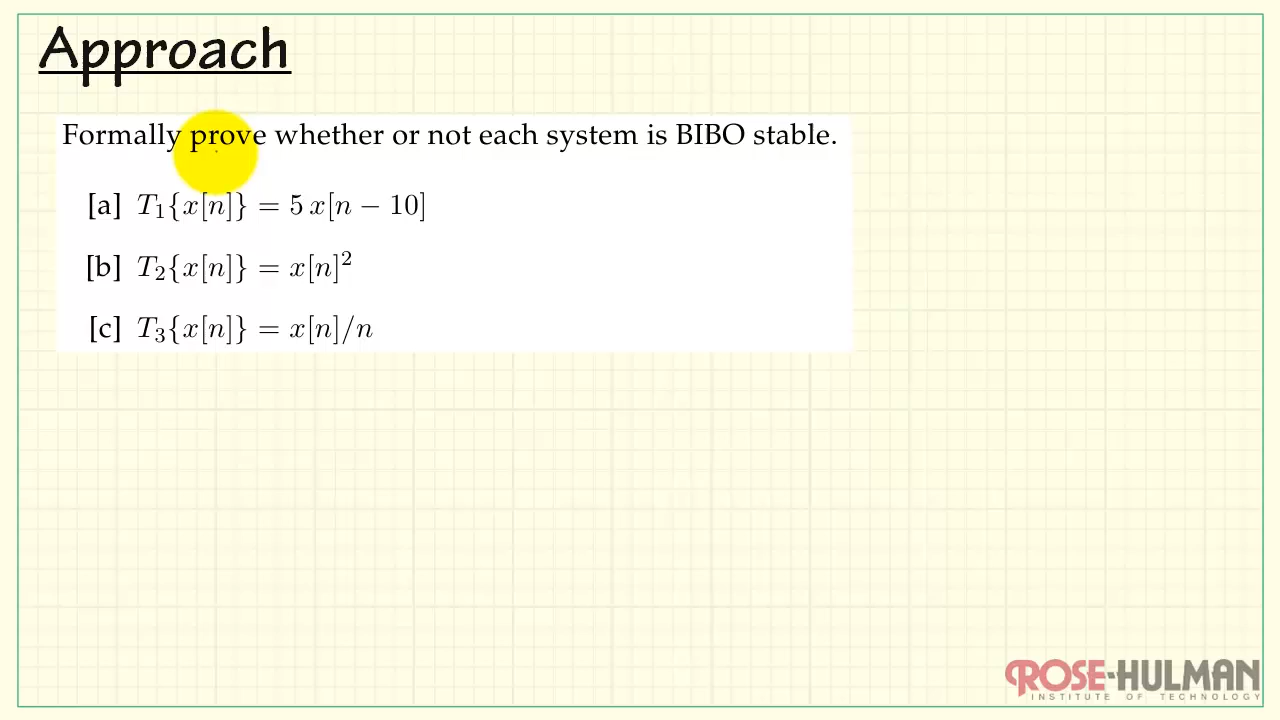 Approach
Formally prove whether or not each system is BIBO stable.
[a] T₁{x[n]} = 5 x[n − 10]
[b] T₂{x[n]} = x[n]²
[c] T₃{x[n]} = x[n]/n
ROSE-HULMAN
INSTITUTE OF TECHNOLOGY